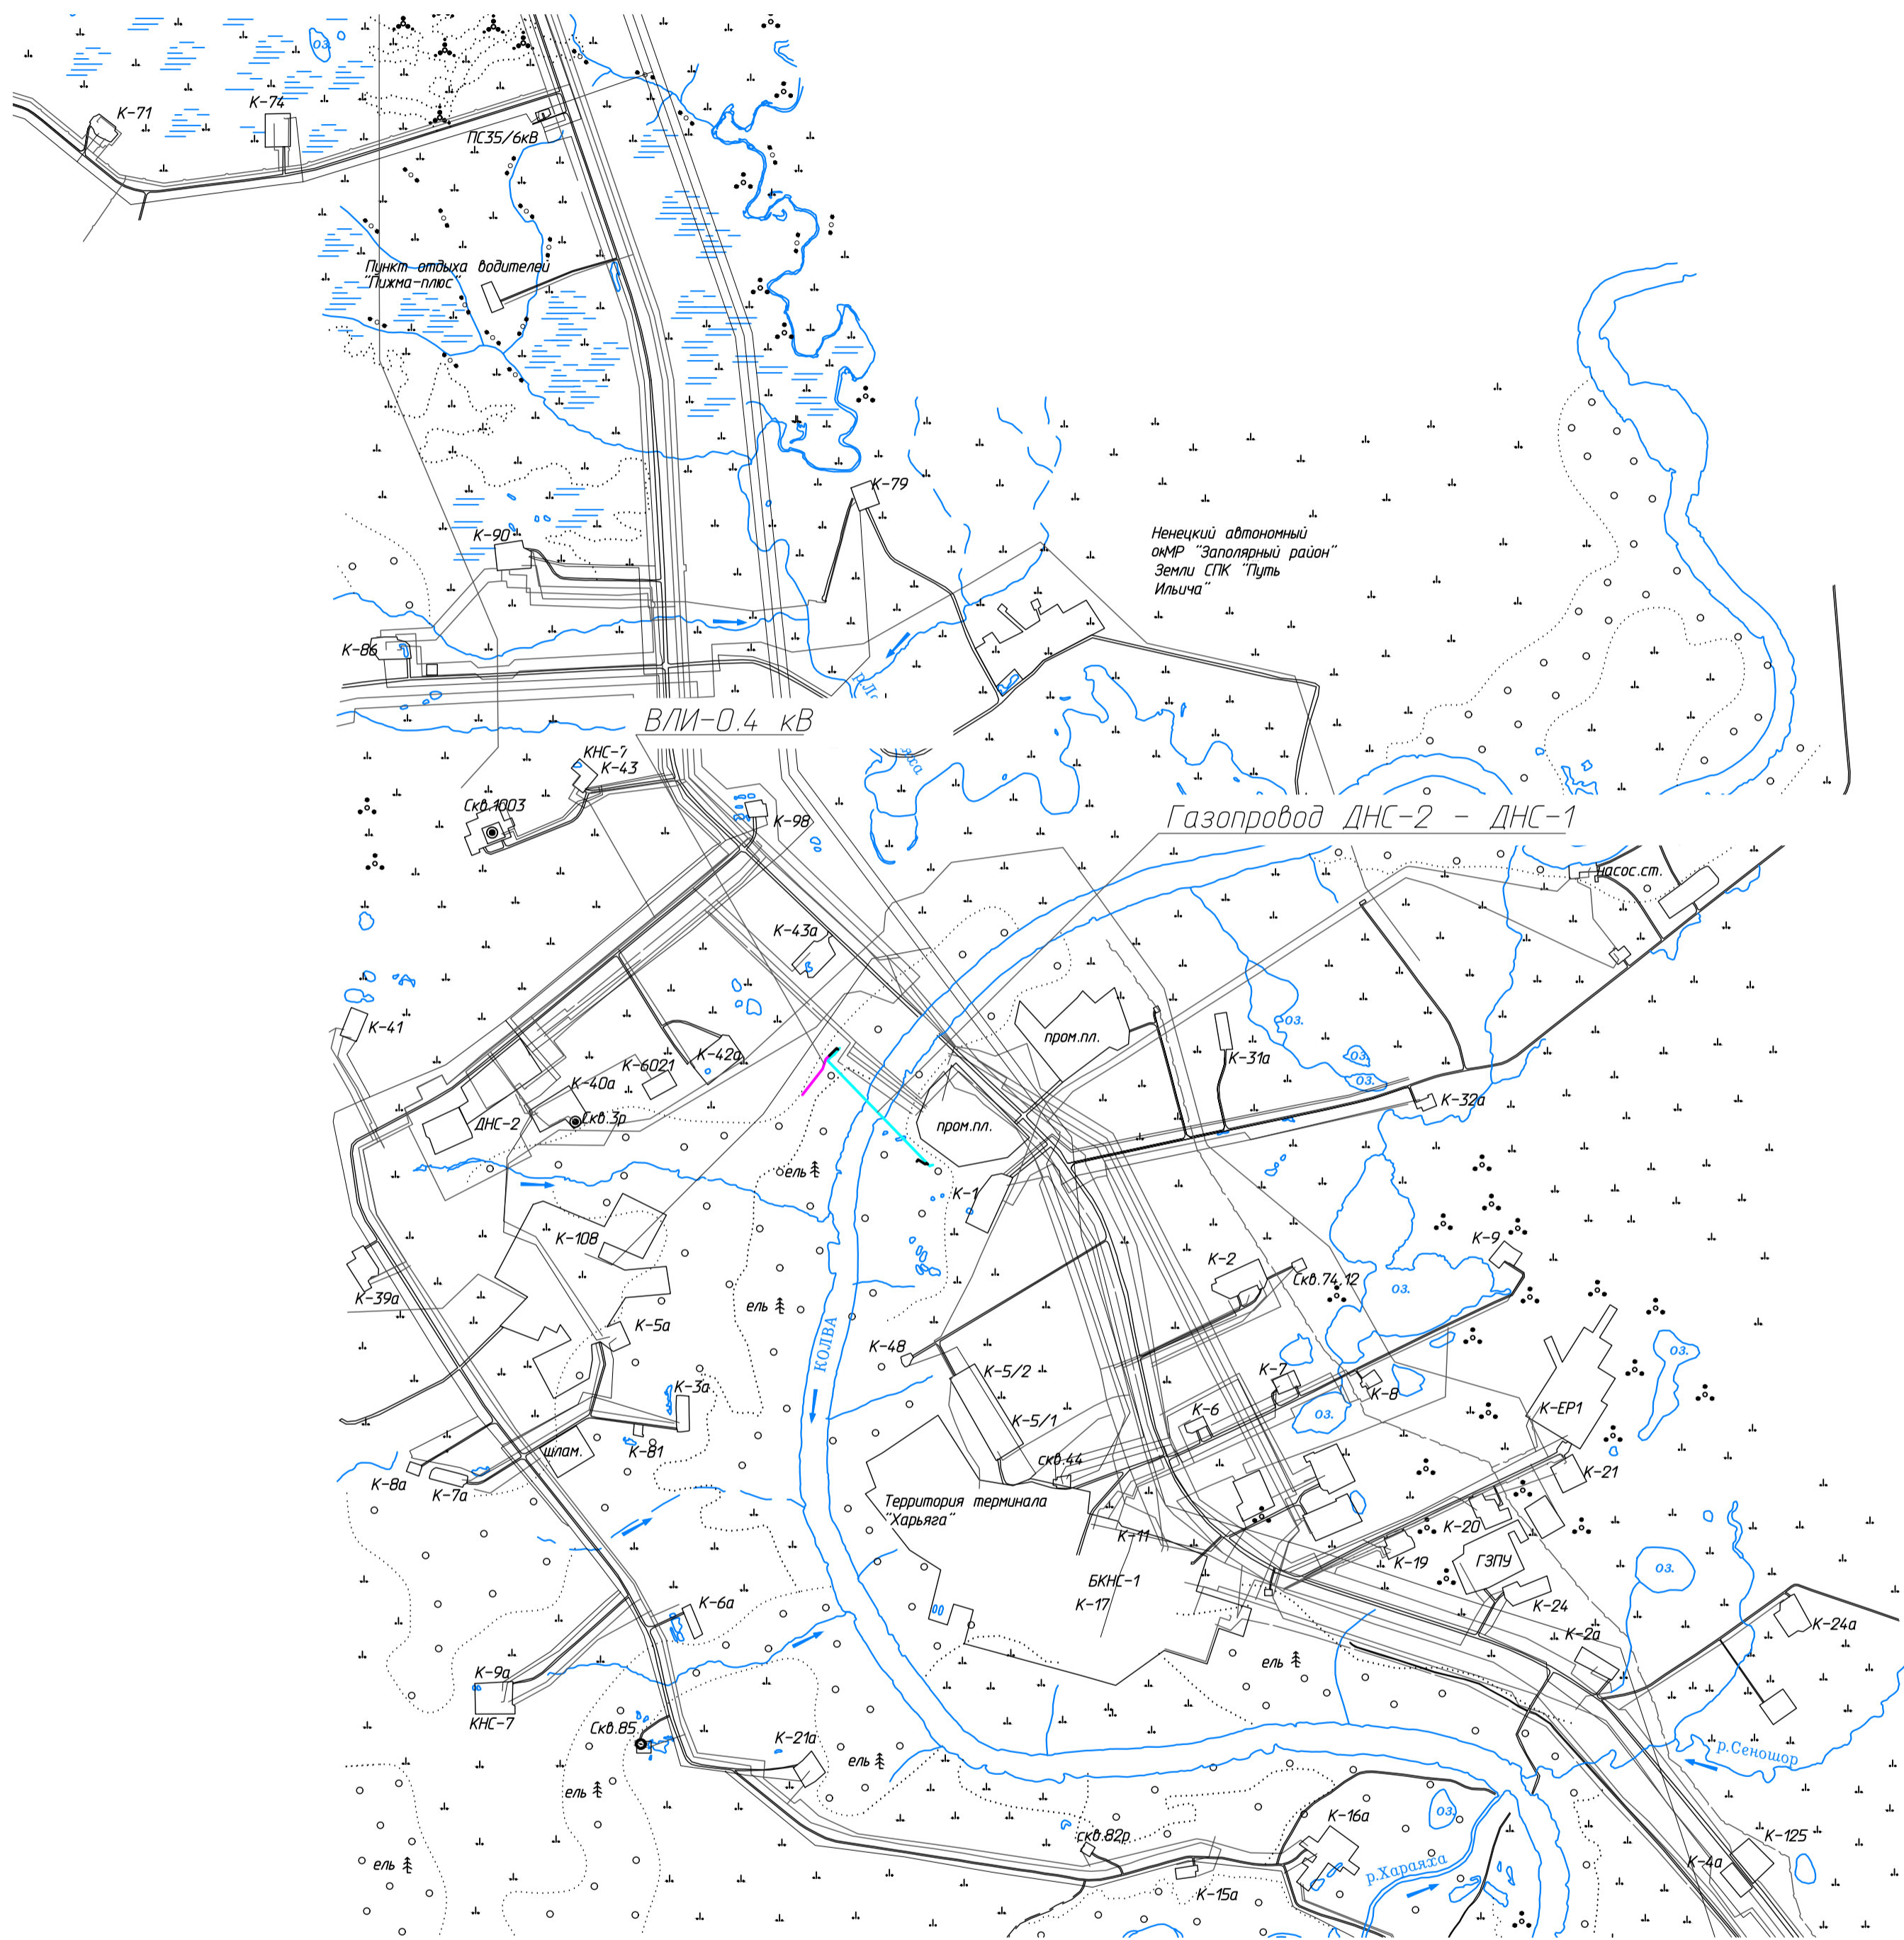 оз.
К-71
К-74
ПС35/6кВ
Пункт отдыха водителей
"Пижма-плюс"
К-79
К-90
Ненецкий автономный
окМР "Заполярный район"
Земли СПК "Путь
Ильича"
К-86
ВЛИ-0.4 кВ
КНС-7
К-43
Скв.1003
К-98
Газопровод ДНС-2 - ДНС-1
насос.ст.
К-43а
К-41
оз.
пром.пл.
К-42а
К-6021
К-31а
оз.
оз.
К-40а
К-32а
Скв.3р
ДНС-2
пром.пл.
ель
К-1
К-108
К-2
К-9
Скв.74,12
оз.
К-39а
ель
К-5а
КОЛВА
К-48
оз.
К-5/2
К-7
К-3а
К-8
К-5/1
К-6
оз.
К-ЕР1
шлам.
К-81
скв.44
К-21
К-8а
К-7а
Территория терминала
"Харьяга"
К-11
К-20
К-19
ГЗПУ
оз.
БКНС-1
К-17
К-6а
К-24
К-24а
К-2а
ель
К-9а
КНС-7
Скв.85
К-21а
ель
р.Сеношор
ель
К-16а
оз.
скв.82р
К-125
ель
р.Хараяха
К-4а
К-15а